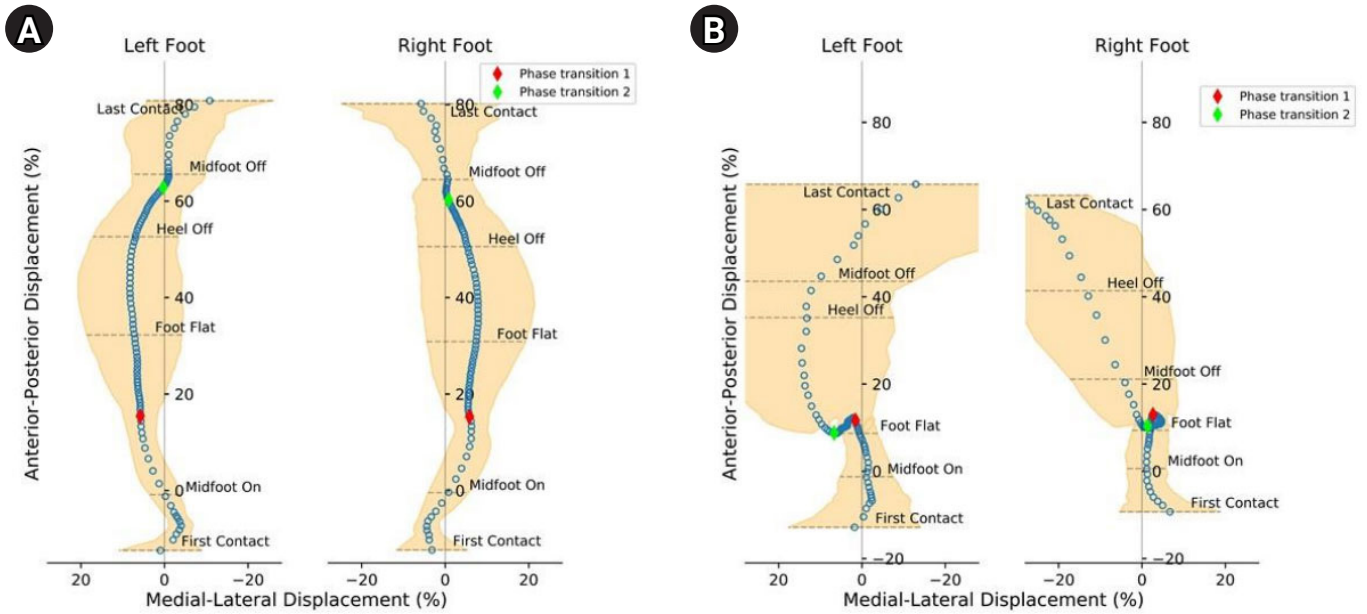 A
Left Foot
Right Foot
Phase transition 1
Phase transition 2
Last Contact
80
Midfoot Off
60
Heel Off
40
Foot Flat
20
Midfoot On
0
First Contact
20
0
−20
80
Last Contact
Midfoot Off
60
Heel Off
40
Foot Flat
20
Midfoot On
0
First Contact
−20
0
20
Anterior-Posterior Displacement (%)
Medial-Lateral Displacement (%)
B
Left Foot
Right Foot
Phase transition 1
Phase transition 2
80
Last Contact
60
Midfoot Off
40
Heel Off
20
Foot Flat
0
Midfoot On
First Contact
−20
20
0
−20
80
Last Contact
60
Heel Off
40
Midfoot Off
20
Foot Flat
Midfoot On
0
First Contact
−20
−20
0
20
Anterior-Posterior Displacement (%)
Medial-Lateral Displacement (%)